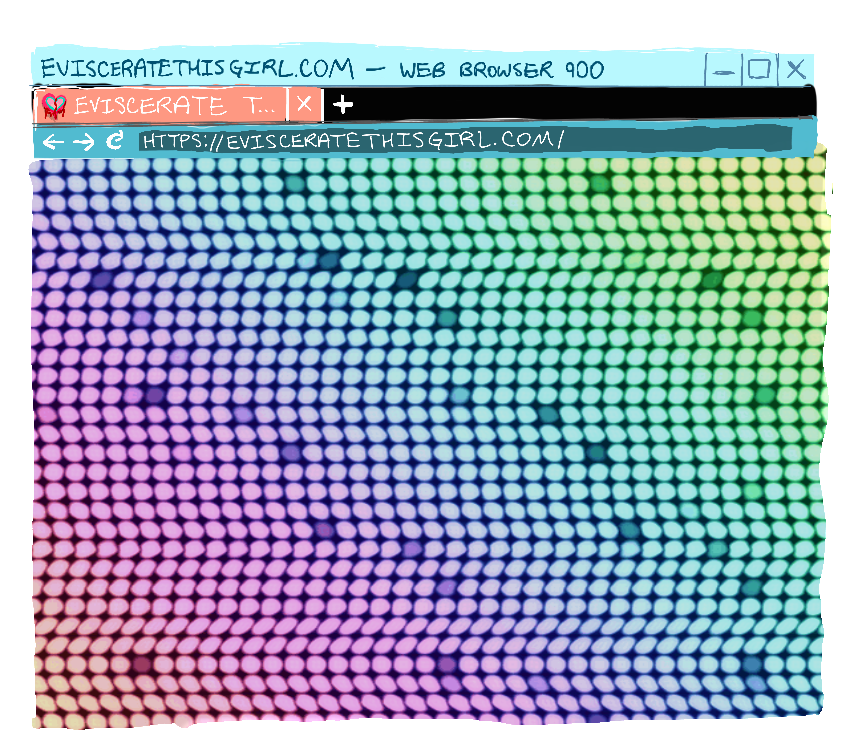 EVISCERATETHISGIRL.COM — WEB BROWSER 900
EVISCERATE T...
HTTPS://EVISCERATETHISGIRL.COM/